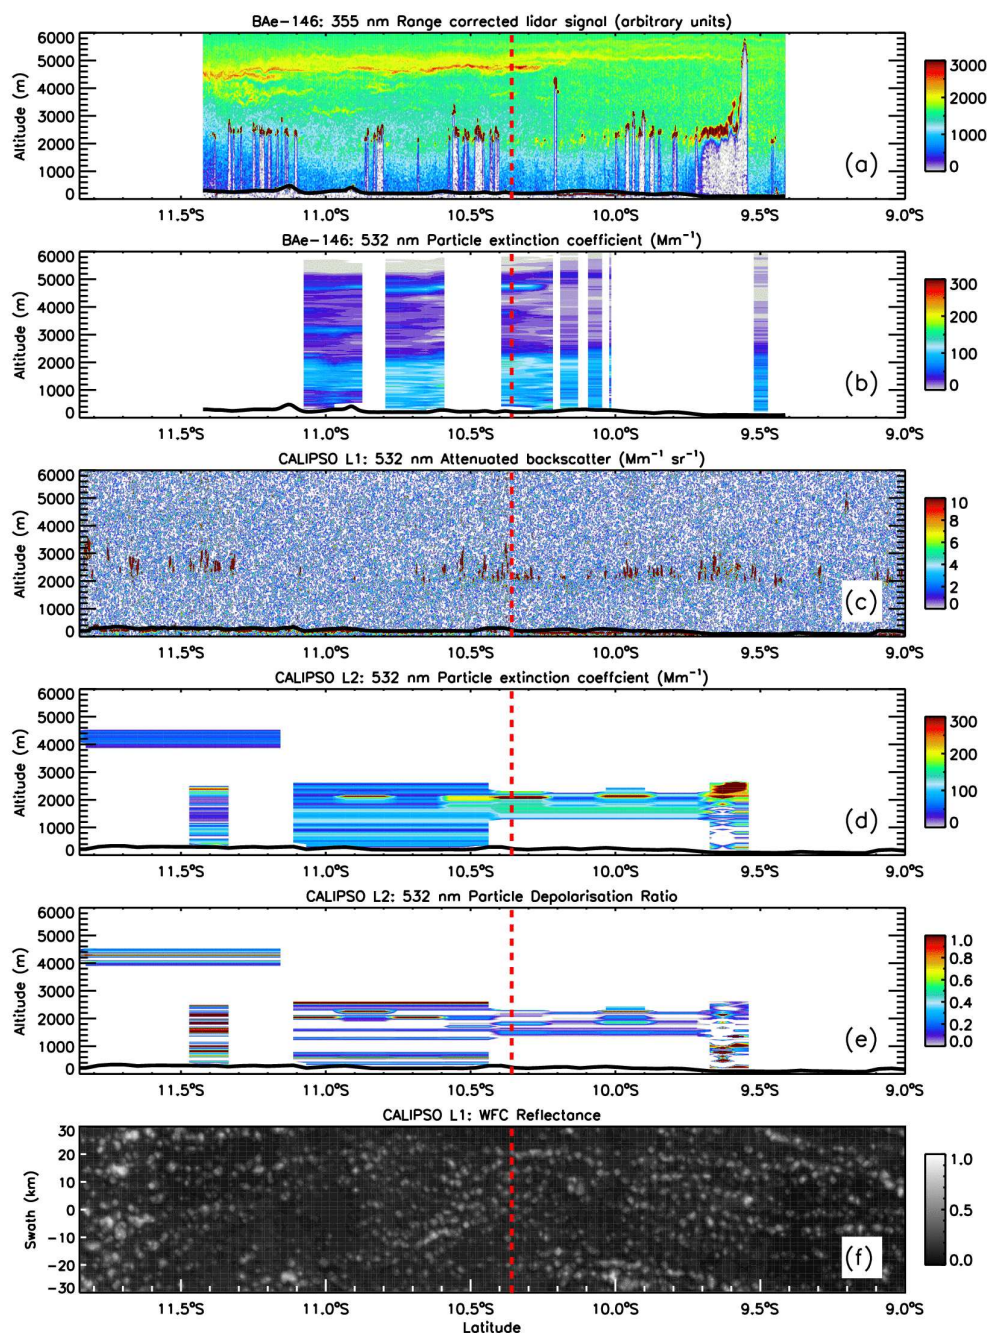 BAe-146: 355 nm Range corrected lidar signal (arbitrary units)
Altitude (m)
6000
5000
4000
3000
2000
1000
0
(a)
3000
2000
1000
0
11.5°S 11.0°S 10.5°S 10.0°S 9.5°S 9.0°S
BAe-146: 532 nm Particle extinction coefficient (Mm⁻¹)
Altitude (m)
6000
5000
4000
3000
2000
1000
0
(b)
300
200
100
0
11.5°S 11.0°S 10.5°S 10.0°S 9.5°S 9.0°S
CALIPSO L1: 532 nm Attenuated backscatter (Mm⁻¹ sr⁻¹)
Altitude (m)
6000
5000
4000
3000
2000
1000
0
(c)
10
8
6
4
2
0
11.5°S 11.0°S 10.5°S 10.0°S 9.5°S 9.0°S
CALIPSO L2: 532 nm Particle extinction coeffcient (Mm⁻¹)
Altitude (m)
6000
5000
4000
3000
2000
1000
0
(d)
300
200
100
0
11.5°S 11.0°S 10.5°S 10.0°S 9.5°S 9.0°S
CALIPSO L2: 532 nm Particle Depolarisation Ratio
Altitude (m)
6000
5000
4000
3000
2000
1000
0
(e)
1.0
0.8
0.6
0.4
0.2
0.0
11.5°S 11.0°S 10.5°S 10.0°S 9.5°S 9.0°S
CALIPSO L1: WFC Reflectance
Swath (km)
30
20
10
0
-10
-20
-30
(f)
1.0
0.5
0.0
11.5°S 11.0°S 10.5°S 10.0°S 9.5°S 9.0°S
Latitude